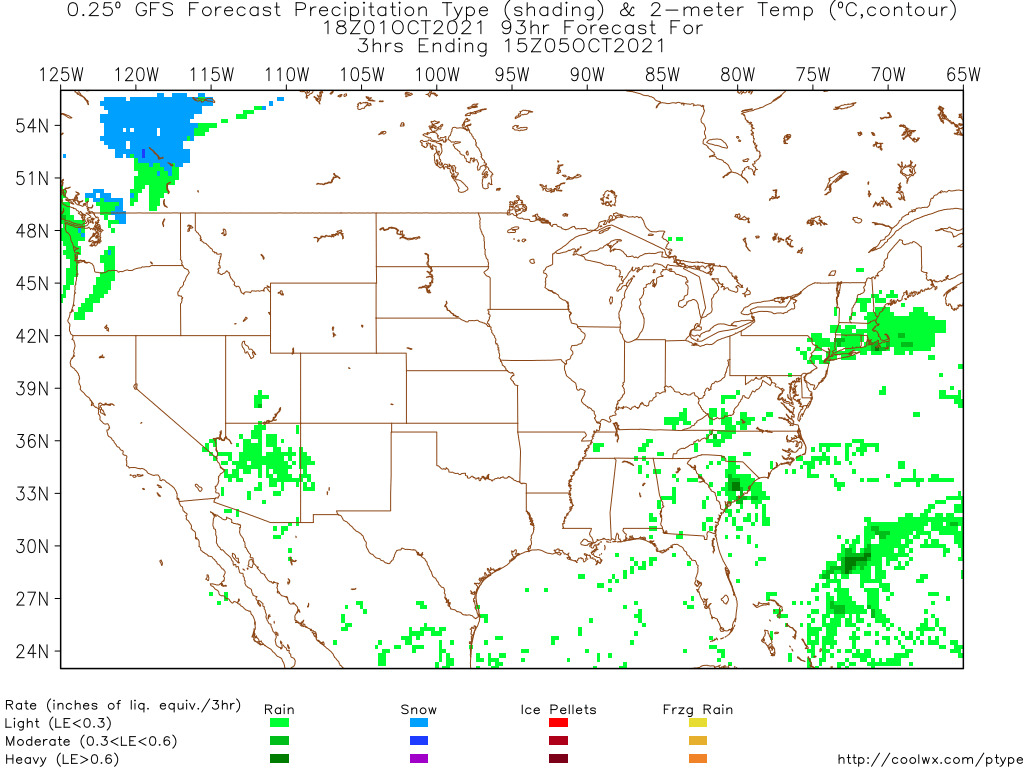 0.25º GFS Forecast Precipitation Type (shading) & 2-meter Temp (ºC,contour)
18Z01OCT2021 93hr Forecast For
3hrs Ending 15Z05OCT2021
125W 120W 115W 110W 105W 100W 95W 90W 85W 80W 75W 70W 65W
54N
51N
48N
45N
42N
39N
36N
33N
30N
27N
24N
Rate (inches of liq. equiv./3hr) Rain Snow Ice Pellets Frzg Rain
Light (LE<0.3)
Moderate (0.3<LE<0.6)
Heavy (LE>0.6)
http://coolwx.com/ptype